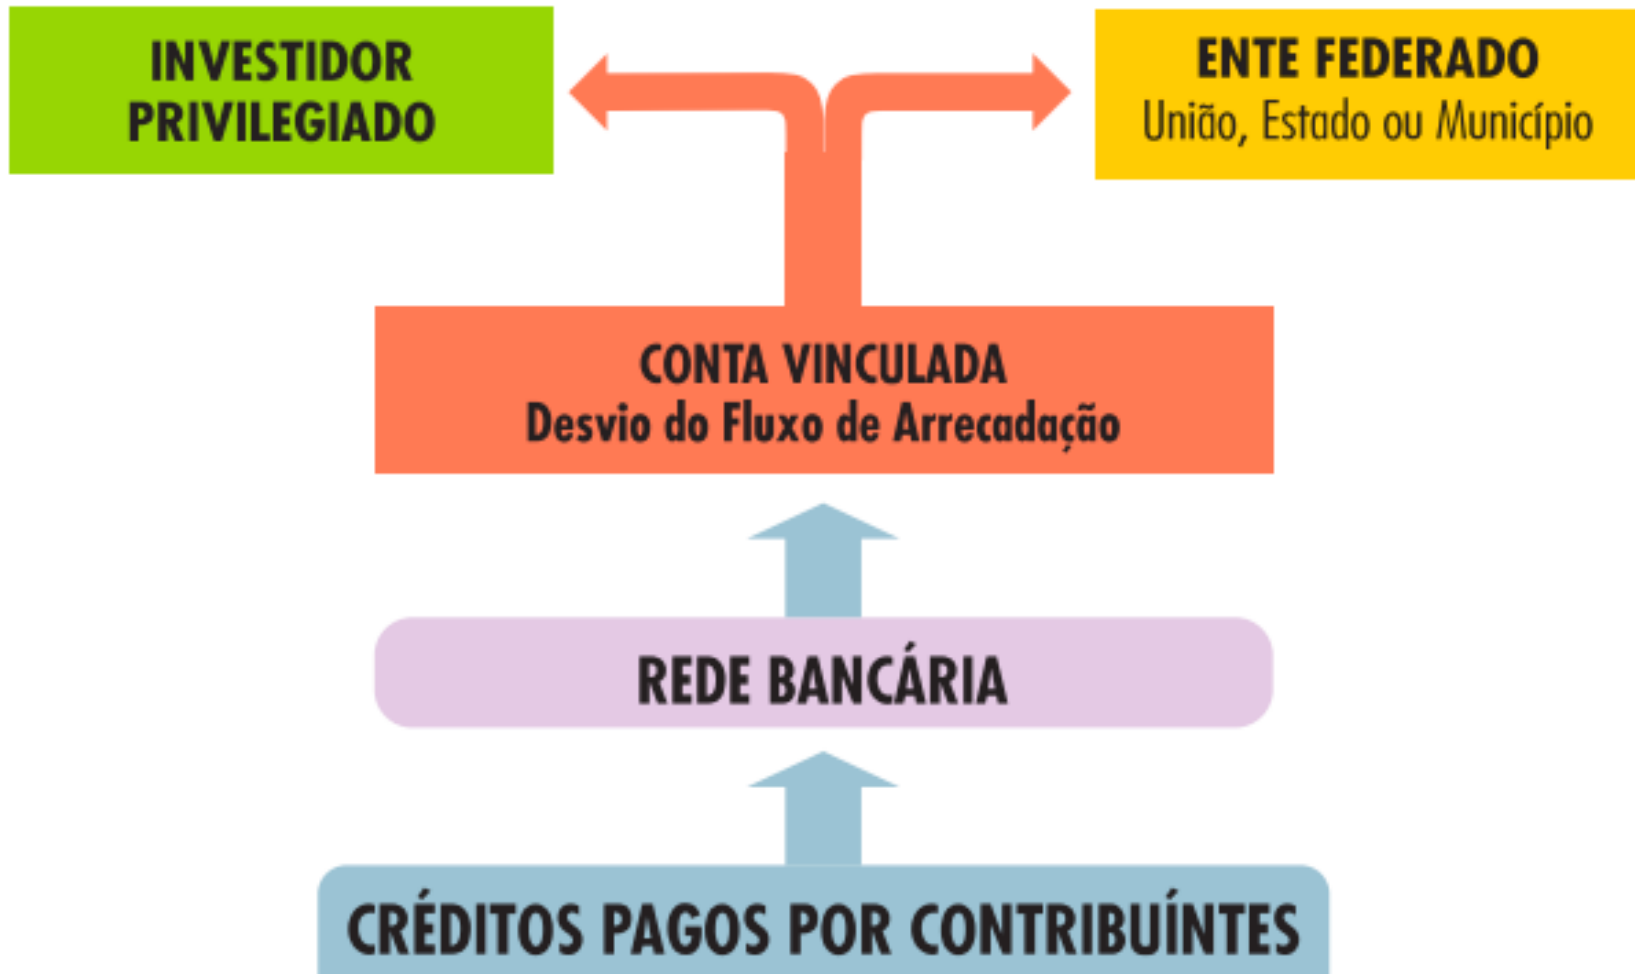 INVESTIDOR
PRIVILEGIADO
ENTE FEDERADO
União, Estado ou Município
CONTA VINCULADA
Desvio do Fluxo de Arrecadação
REDE BANCÁRIA
CRÉDITOS PAGOS POR CONTRIBUÍNTES